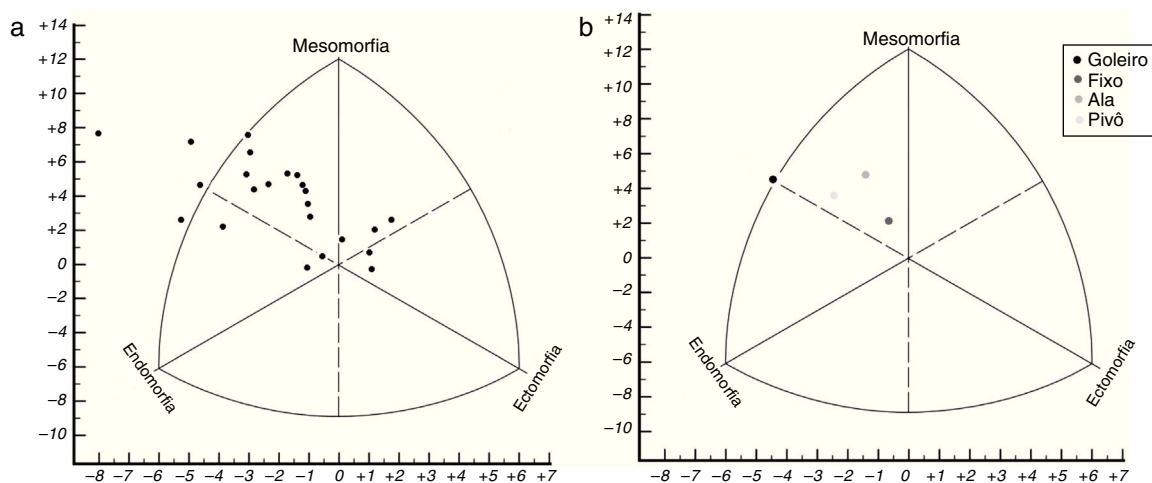 a
+14
+12
+10
+8
+6
+4
+2
0
−2
−4
−6
−8
−10
Mesomorfia
Endomorfia
Ectomorfia
−8 −7 −6 −5 −4 −3 −2 −1 0 +1 +2 +3 +4 +5 +6 +7
b
+14
+12
+10
+8
+6
+4
+2
0
−2
−4
−6
−8
−10
Mesomorfia
Goleiro
Fixo
Ala
Pivô
Endomorfia
Ectomorfia
−8 −7 −6 −5 −4 −3 −2 −1 0 +1 +2 +3 +4 +5 +6 +7